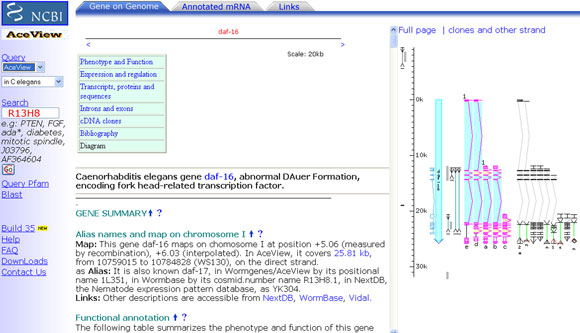 NCBI
AceView
Query
AceView
in C elegans
Search
R13H8
e.g: PTEN, FGF,
ada*, diabetes,
mitotic spindle,
J03796,
AF364604
Go
Query Pfam
Blast
Build 35 NEW
Help
FAQ
DownLoads
Contact Us
Gene on Genome
Annotated mRNA
Links
daf-16
<
>
Scale: 20kb
Phenotype and Function
Expression and regulation
Transcripts, proteins and
sequences
Introns and exons
cDNA clones
Bibliography
Diagram
Caenorhabditis elegans gene daf-16, abnormal DAuer Formation,
encoding fork head-related transcription factor.
GENE SUMMARY ?
Alias names and map on chromosome I ?
Map: This gene daf-16 maps on chomosome I at position +5.06 (measured
by recombination), +6.03 (interpolated). In AceView, it covers 25.81 kb,
from 10759015 to 10784828 (WS130), on the direct strand.
as Alias: It is also known daf-17, in Wormgenes/AceView by its positional
name 1L351, in Wormbase by its cosmid.number name R13H8.1, in NextDB,
the Nematode expression pattern database, as YK304.
Links: Other descriptions are accessible from NextDB, WormBase, Vidal.
Functional annotation ?
The following table summarizes the phenotype and function of this gene
Full page | clones and other strand
0k
10k
20k
30k
1
1